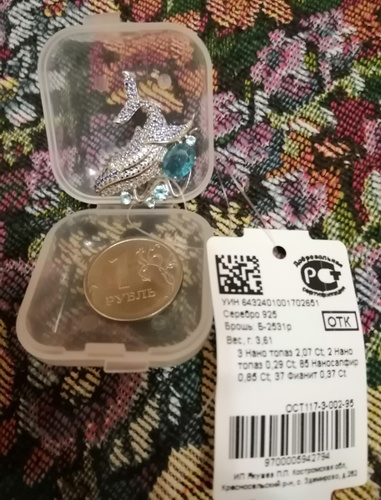 1
РУБЛЬ
Добровольная
РСТ
сертификация
УИН 6432401001702651
Серебро 925
Брошь: Б-2531р
ОТК
Вес, г: 3,61
3 Нано топаз 2,07 Ct; 2 Нано
топаз 0,29 Ct; 85 Наносапфир
0,85 Ct; 37 Фианит 0,37 Ct
ОСТ117-3-002-95
9700005942794
ИП Якуева Л.Л. Костромская обл,
Красносельский р-н, с. Здемирово, д.